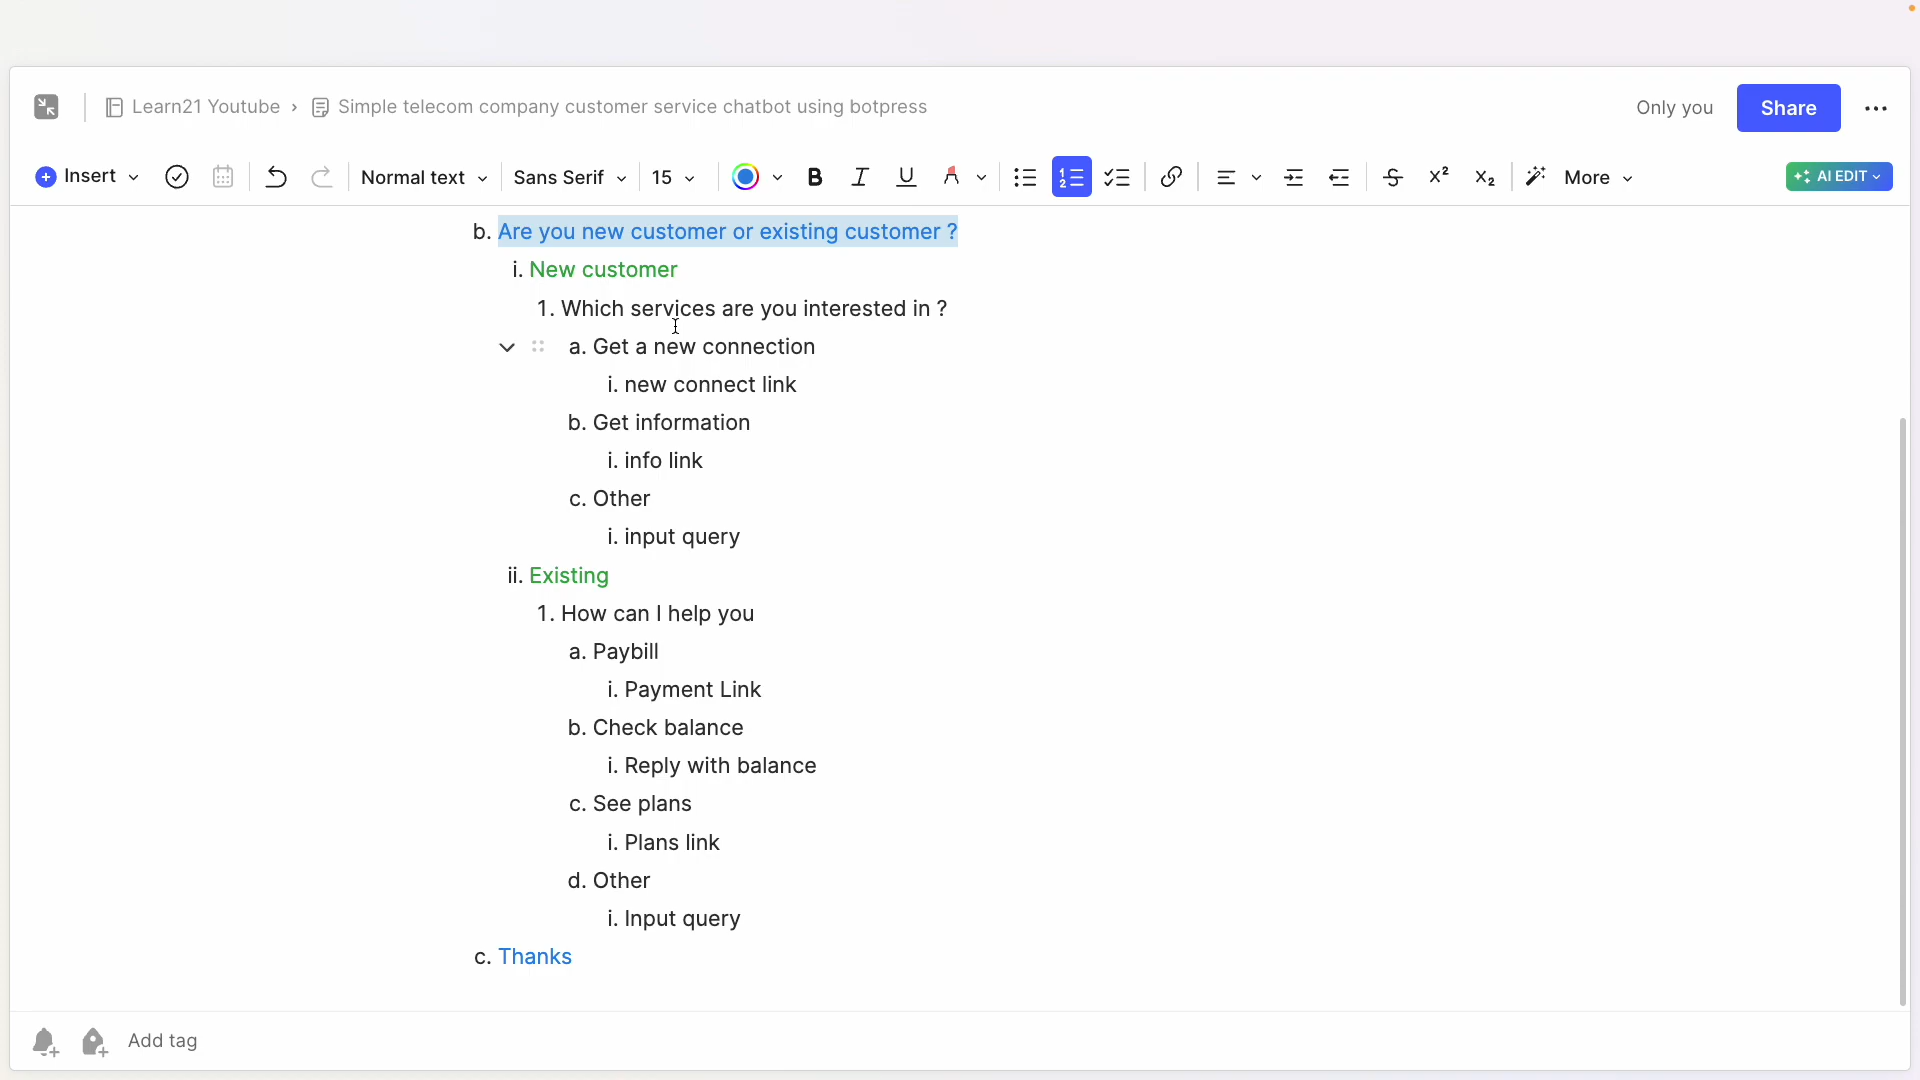 Learn21 Youtube › Simple telecom company customer service chatbot using botpress
Only you
Share
Insert
Normal text
Sans Serif
15
More
AI EDIT
b. Are you new customer or existing customer ?
i. New customer
1. Which services are you interested in ?
a. Get a new connection
i. new connect link
b. Get information
i. info link
c. Other
i. input query
ii. Existing
1. How can I help you
a. Paybill
i. Payment Link
b. Check balance
i. Reply with balance
c. See plans
i. Plans link
d. Other
i. Input query
c. Thanks
Add tag